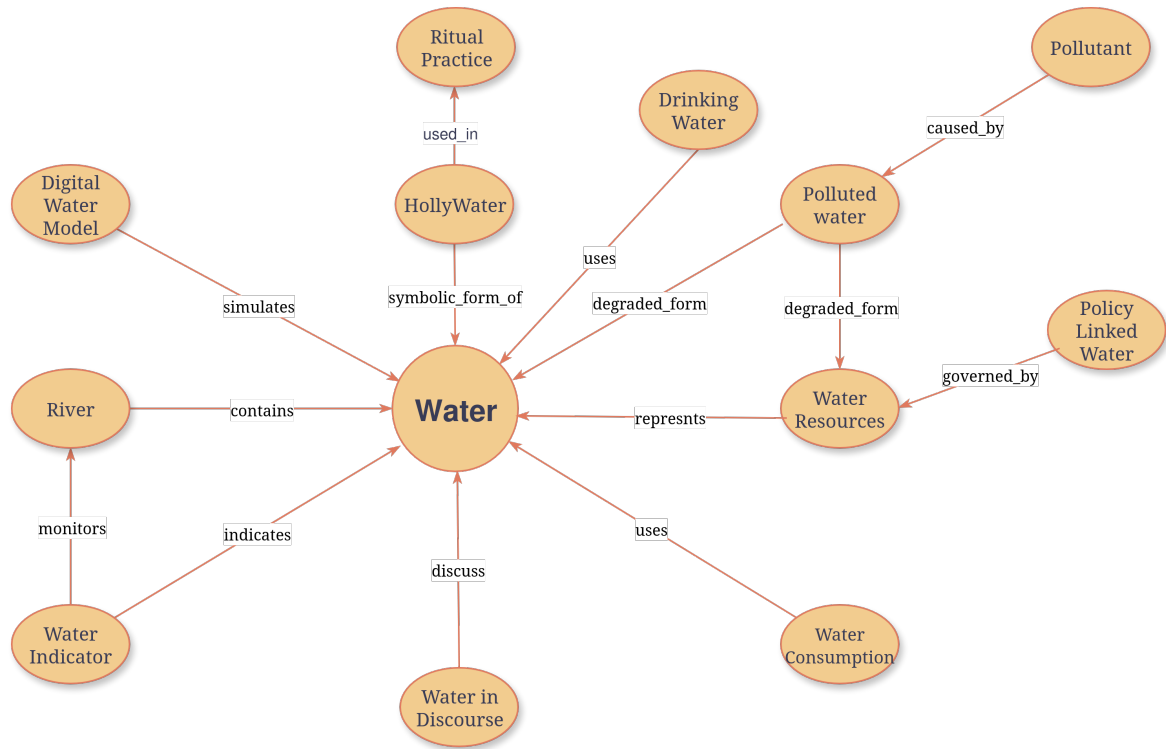 Ritual
Practice
Pollutant
Drinking
Water
caused_by
used_in
Digital
Water
Model
HollyWater
Polluted
water
uses
simulates
symbolic_form_of
degraded_form
degraded_form
Policy
Linked
Water
governed_by
River
contains
Water
represnts
Water
Resources
monitors
indicates
uses
discuss
Water
Indicator
Water
Consumption
Water in
Discourse